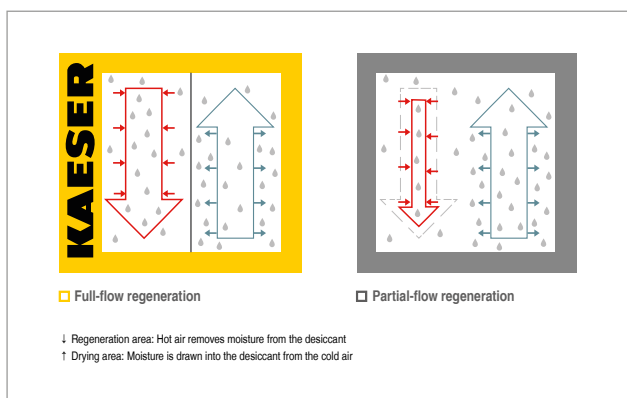 KAESER
Full-flow regeneration
Partial-flow regeneration
↓ Regeneration area: Hot air removes moisture from the desiccant
↑ Drying area: Moisture is drawn into the desiccant from the cold air